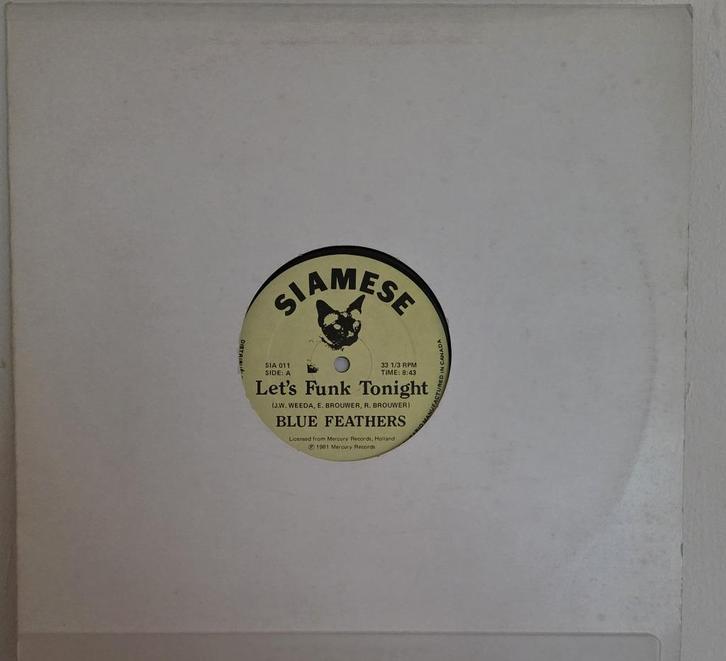 SIAMESE
SIA 011
SIDE: A
33 1/3 RPM
TIME: 8:43
Let's Funk Tonight
(J.W. WEEDA, E. BROUWER, R. BROUWER)
BLUE FEATHERS
Licensed from Mercury Records, Holland
℗ 1981 Mercury Records
MANUFACTURED IN CANADA